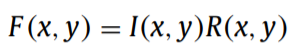 F(x, y) = I(x, y)R(x, y)